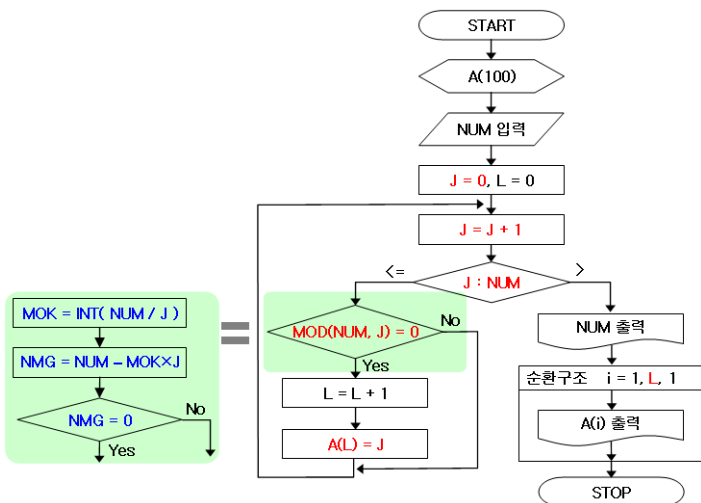 START
A(100)
NUM 입력
J = 0, L = 0
J = J + 1
<=
J : NUM
>
MOD(NUM, J) = 0
No
Yes
L = L + 1
A(L) = J
MOK = INT( NUM / J )
NMG = NUM – MOK×J
NMG = 0
No
Yes
=
NUM 출력
순환구조 i = 1, L, 1
A(i) 출력
STOP